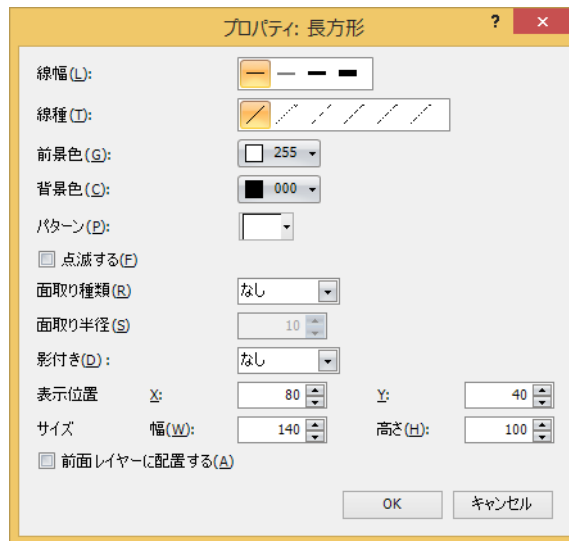 プロパティ: 長方形 ?
線幅(L):
線種(T):
前景色(G): 255
背景色(C): 000
パターン(P):
点滅する(F)
面取り種類(R) なし
面取り半径(S) 10
影付き(D) : なし
表示位置 X: 80 Y: 40
サイズ 幅(W): 140 高さ(H): 100
前面レイヤーに配置する(A)
OK キャンセル